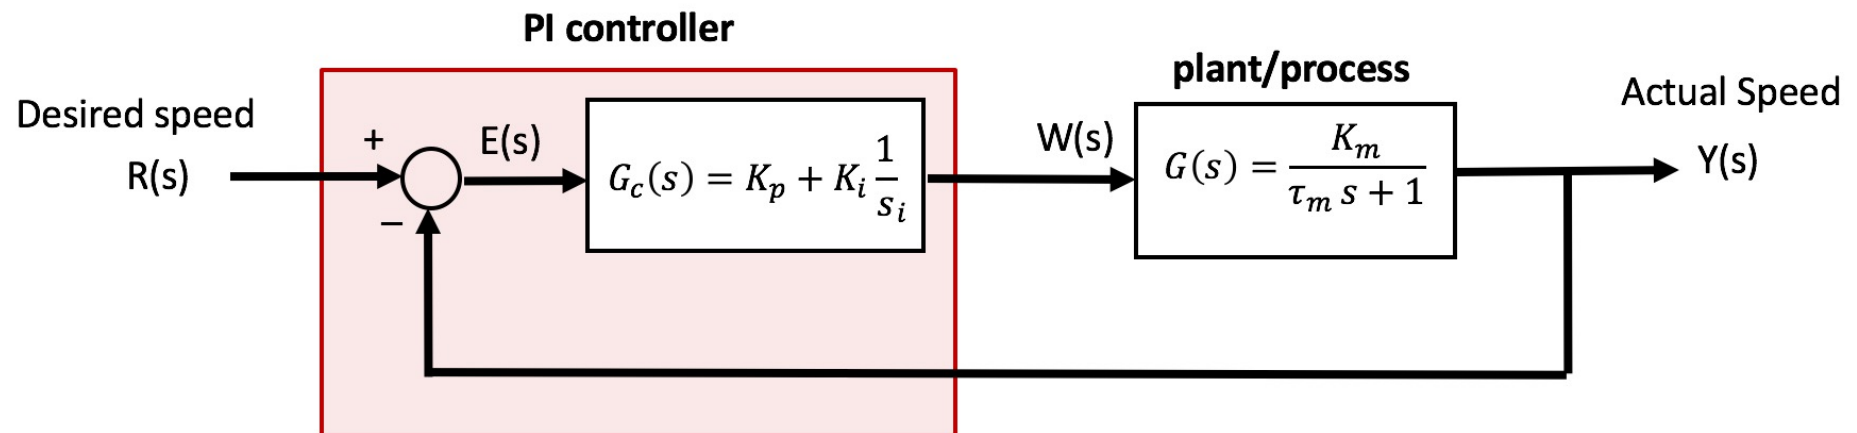 PI controller
plant/process
Desired speed
R(s)
+
−
E(s)
G_c(s) = K_p + K_i 1/s_i
W(s)
G(s) = K_m/(τ_m s + 1)
Actual Speed
Y(s)